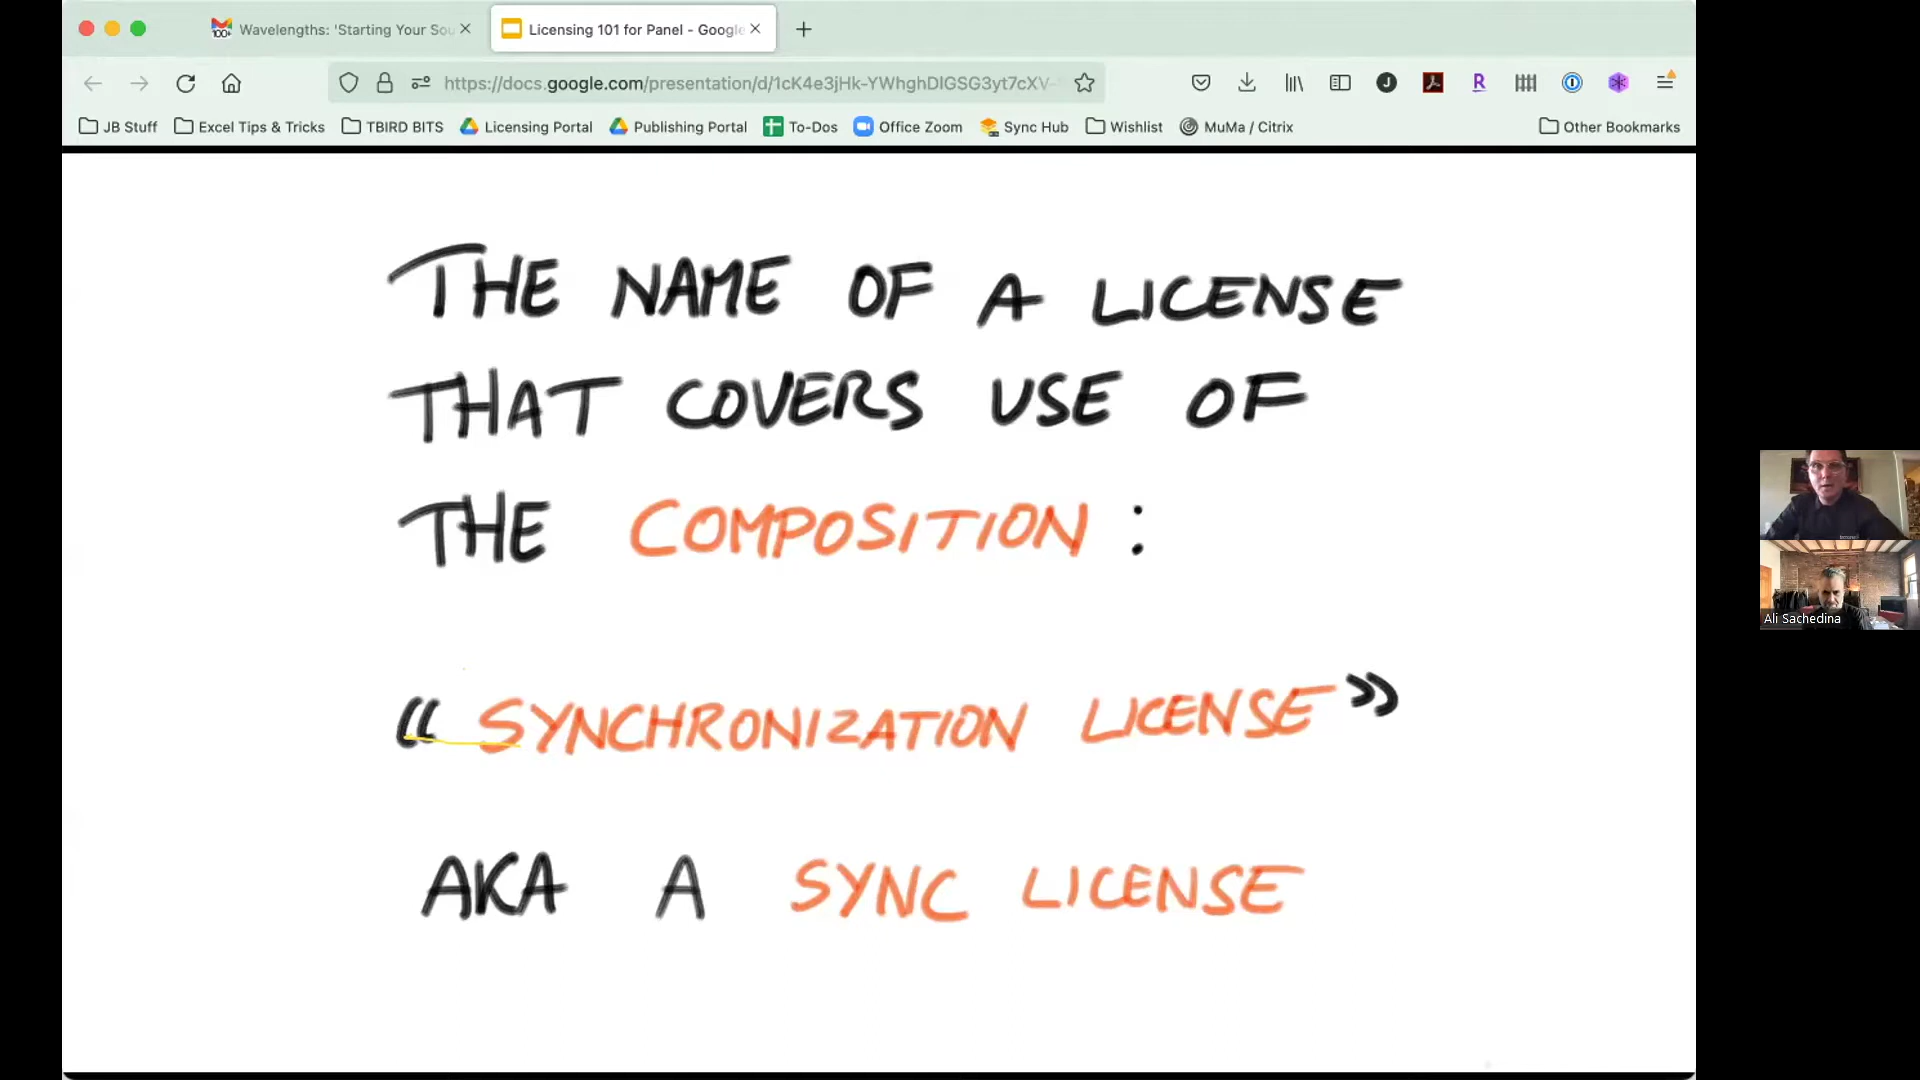 Wavelengths: 'Starting Your Sou
Licensing 101 for Panel - Google
https://docs.google.com/presentation/d/1cK4e3jHk-YWhghDIGSG3yt7cXV-
JB Stuff
Excel Tips & Tricks
TBIRD BITS
Licensing Portal
Publishing Portal
To-Dos
Office Zoom
Sync Hub
Wishlist
MuMa / Citrix
Other Bookmarks
THE NAME OF A LICENSE
THAT COVERS USE OF
THE COMPOSITION :
“ SYNCHRONIZATION LICENSE ”
AKA A SYNC LICENSE
Ali Sachedina